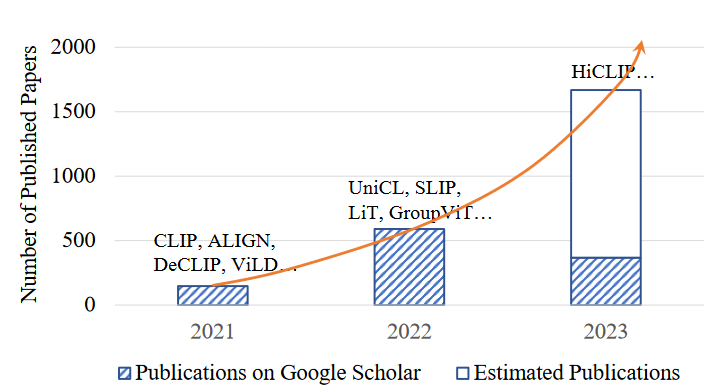 Number of Published Papers
2000
1500
1000
500
0
HiCLIP…
UniCL, SLIP,
LiT, GroupViT…
CLIP, ALIGN,
DeCLIP, ViLD…
2021
2022
2023
Publications on Google Scholar
Estimated Publications